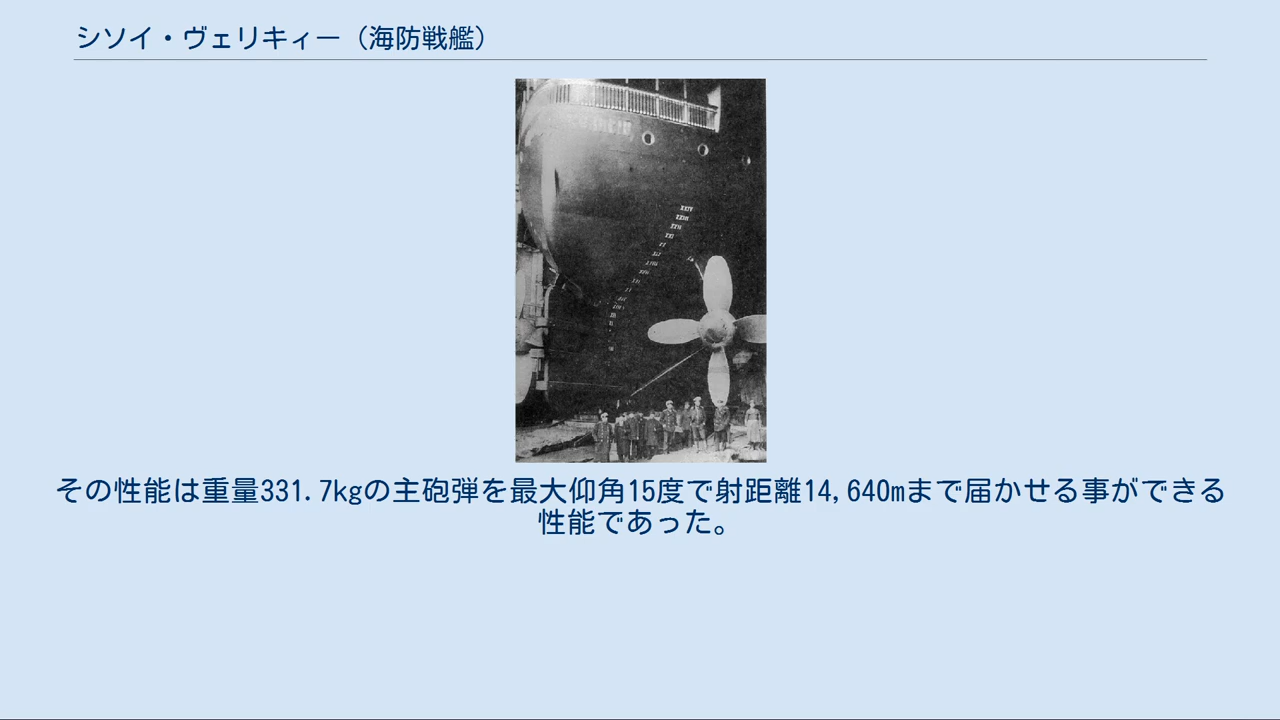 シソイ・ヴェリキィー（海防戦艦）
その性能は重量331.7kgの主砲弾を最大仰角15度で射距離14,640mまで届かせる事ができる
性能であった。